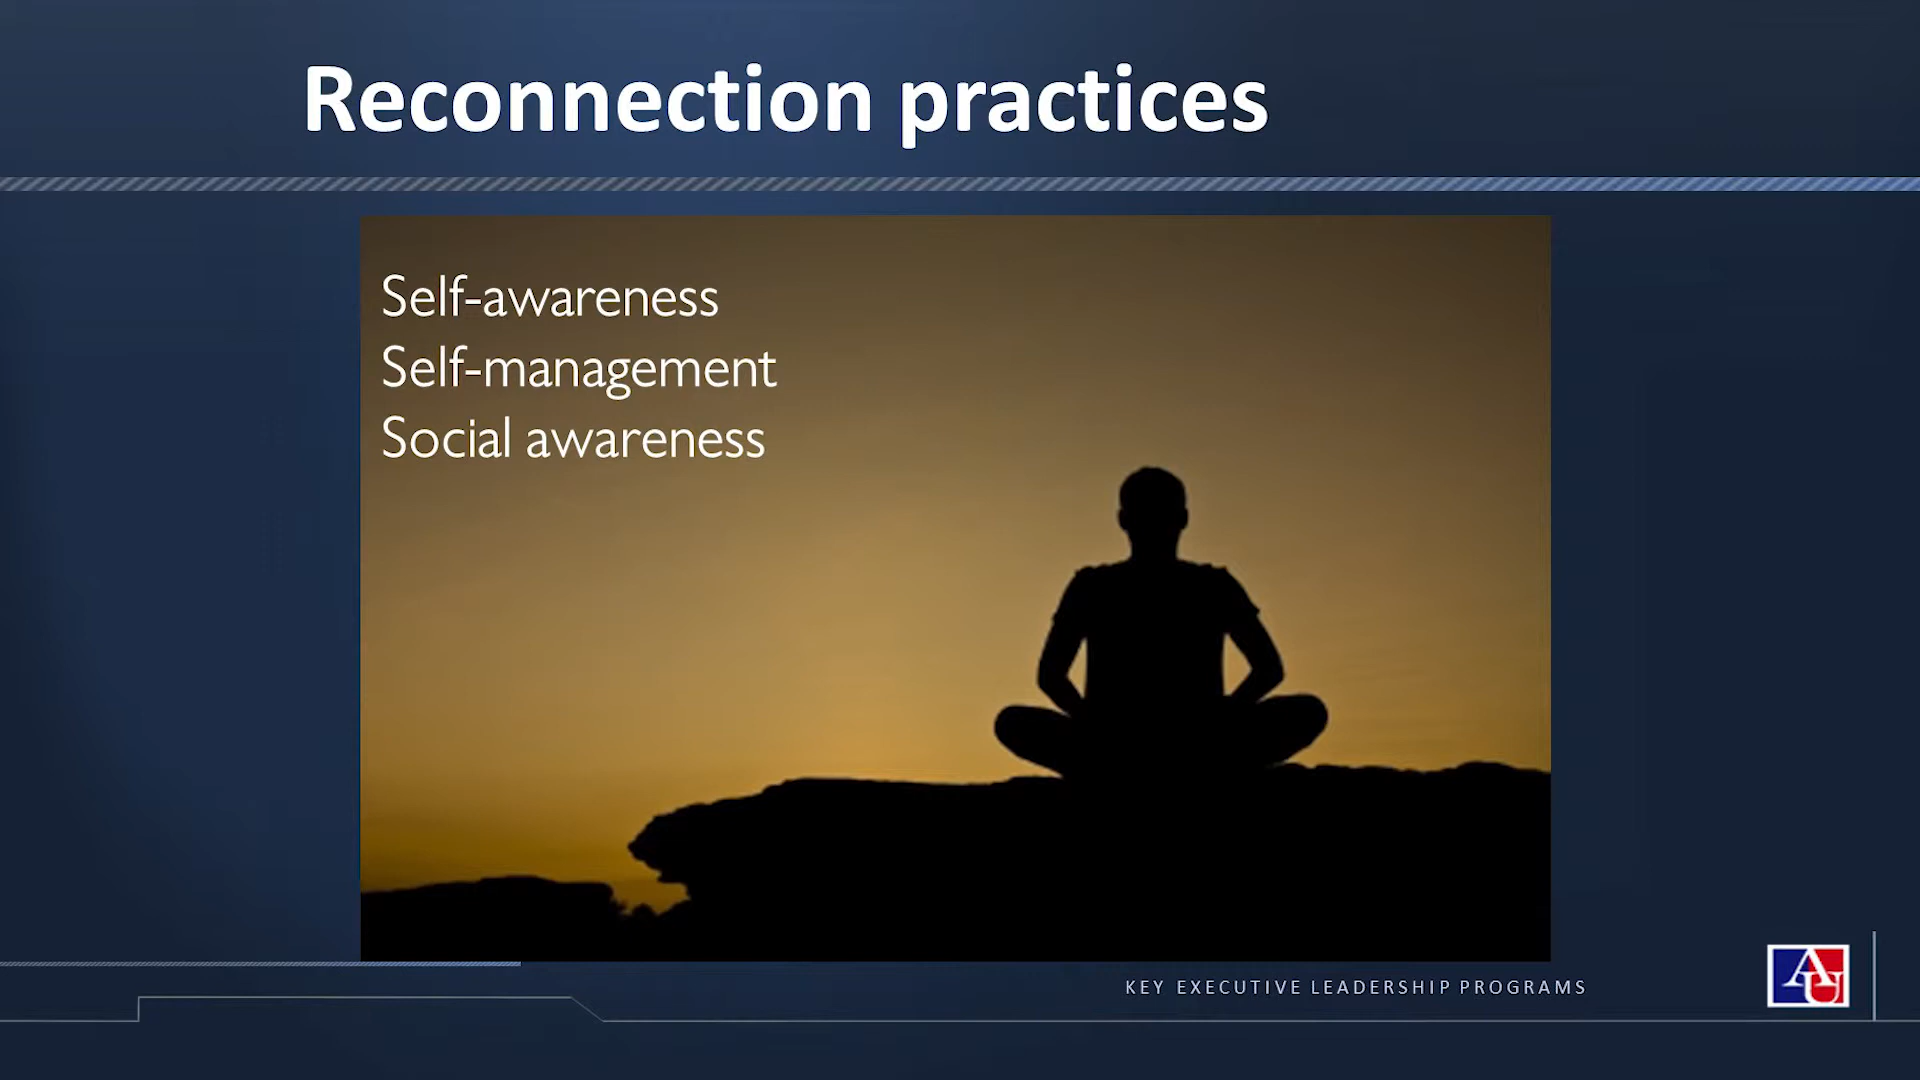 Reconnection practices
Self-awareness
Self-management
Social awareness
KEY EXECUTIVE LEADERSHIP PROGRAMS
AU